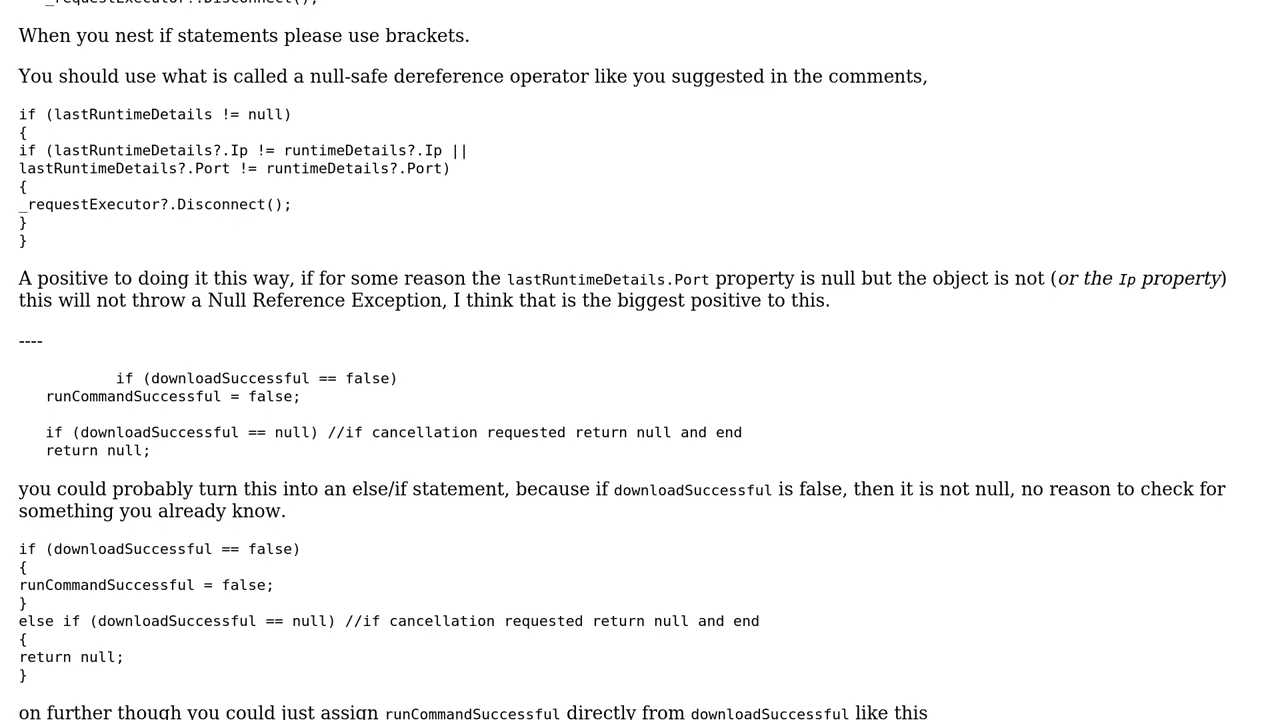 _requestExecutor?.Disconnect();
When you nest if statements please use brackets.
You should use what is called a null-safe dereference operator like you suggested in the comments,
if (lastRuntimeDetails != null)
{
if (lastRuntimeDetails?.Ip != runtimeDetails?.Ip ||
lastRuntimeDetails?.Port != runtimeDetails?.Port)
{
_requestExecutor?.Disconnect();
}
}
A positive to doing it this way, if for some reason the lastRuntimeDetails.Port property is null but the object is not (or the Ip property)
this will not throw a Null Reference Exception, I think that is the biggest positive to this.
----
if (downloadSuccessful == false)
runCommandSuccessful = false;
if (downloadSuccessful == null) //if cancellation requested return null and end
return null;
you could probably turn this into an else/if statement, because if downloadSuccessful is false, then it is not null, no reason to check for
something you already know.
if (downloadSuccessful == false)
{
runCommandSuccessful = false;
}
else if (downloadSuccessful == null) //if cancellation requested return null and end
{
return null;
}
on further though you could just assign runCommandSuccessful directly from downloadSuccessful like this